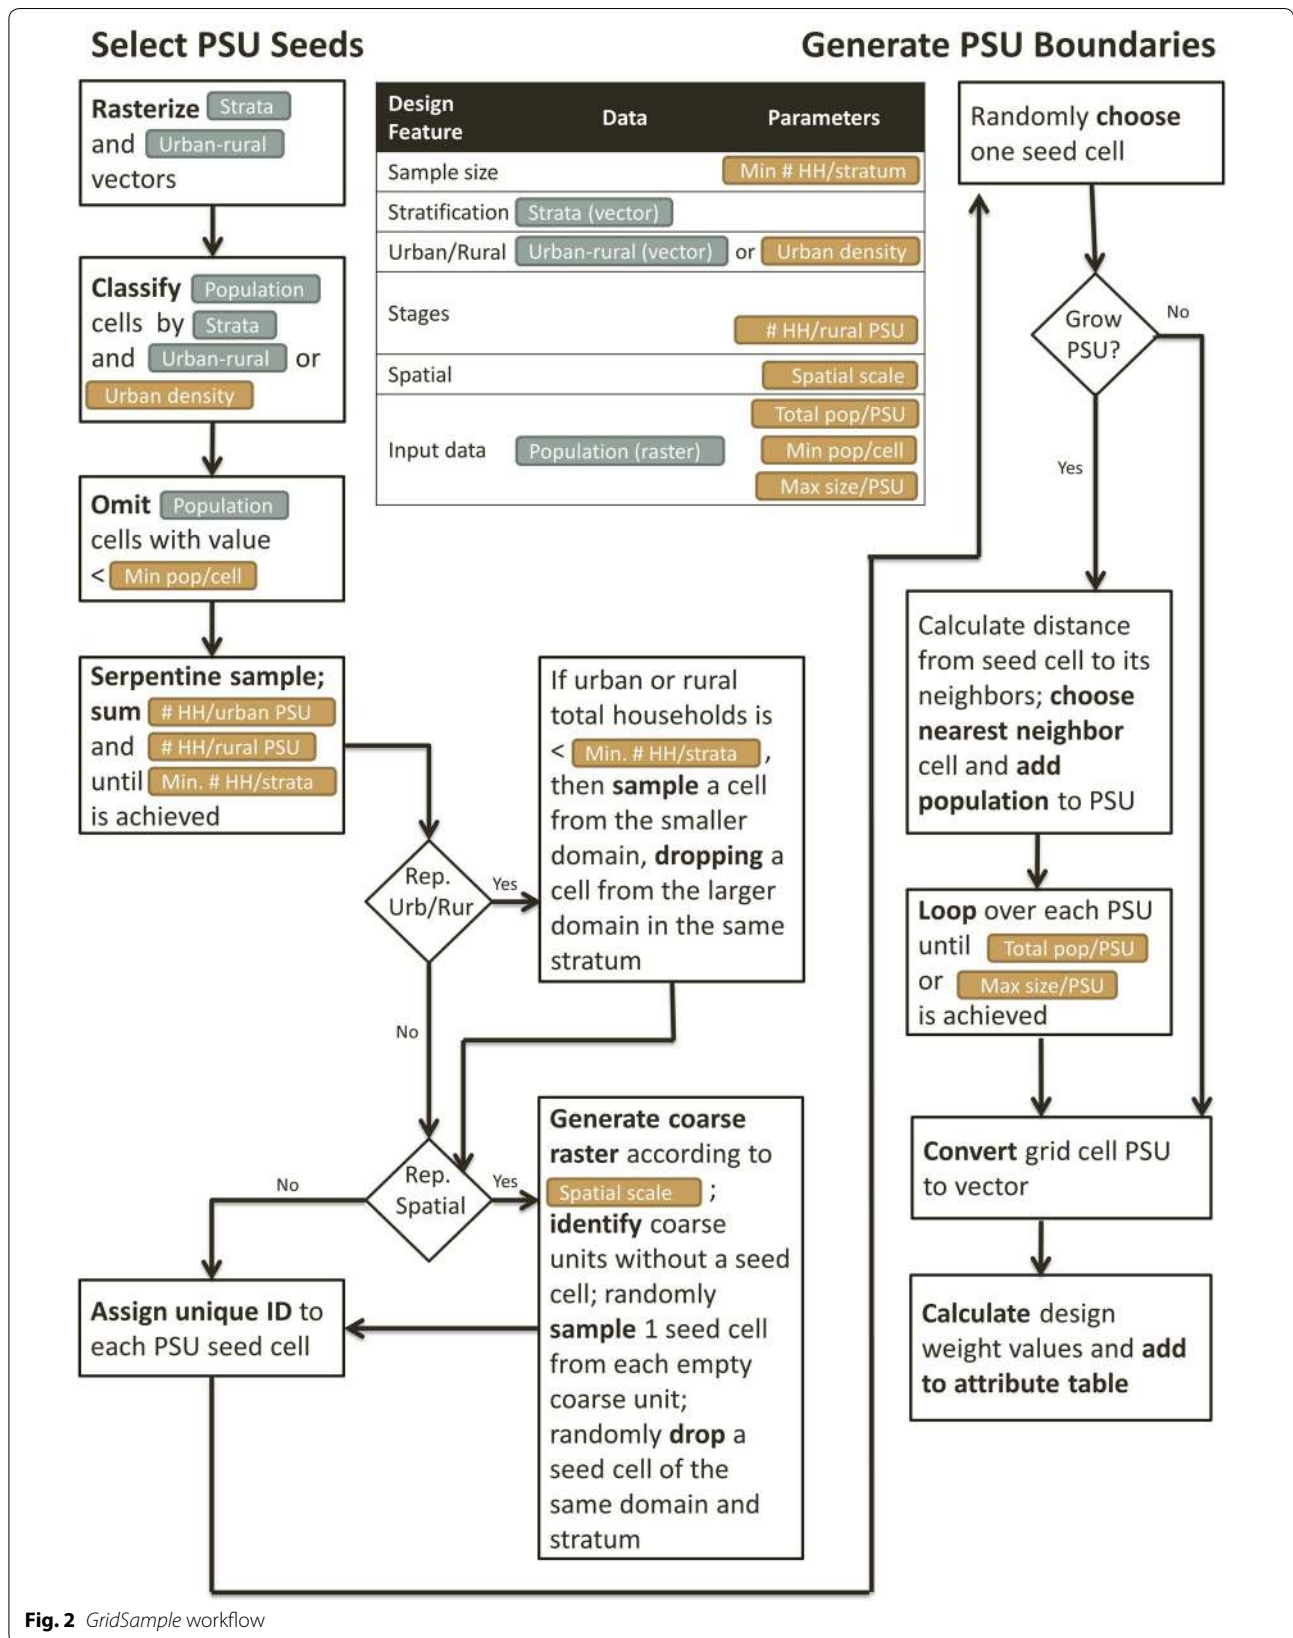 Select PSU Seeds
Rasterize Strata
and Urban-rural
vectors
Classify Population
cells by Strata
and Urban-rural or
Urban density
Omit Population
cells with value
< Min pop/cell
Serpentine sample;
sum # HH/urban PSU
and # HH/rural PSU
until Min. # HH/strata
is achieved
Design
Feature
Data
Parameters
Sample size
Min # HH/stratum
Stratification Strata (vector)
Urban/Rural Urban-rural (vector) or Urban density
Stages
# HH/rural PSU
Spatial
Spatial scale
Total pop/PSU
Input data Population (raster) Min pop/cell
Max size/PSU
Rep.
Urb/Rur
Yes
No
If urban or rural
total households is
< Min. # HH/strata ,
then sample a cell
from the smaller
domain, dropping a
cell from the larger
domain in the same
stratum
Rep.
Spatial
Yes
No
Generate coarse
raster according to
Spatial scale ;
identify coarse
units without a seed
cell; randomly
sample 1 seed cell
from each empty
coarse unit;
randomly drop a
seed cell of the
same domain and
stratum
Assign unique ID to
each PSU seed cell
Generate PSU Boundaries
Randomly choose
one seed cell
Grow
PSU?
No
Yes
Calculate distance
from seed cell to its
neighbors; choose
nearest neighbor
cell and add
population to PSU
Loop over each PSU
until Total pop/PSU
or Max size/PSU
is achieved
Convert grid cell PSU
to vector
Calculate design
weight values and add
to attribute table
Fig. 2 GridSample workflow